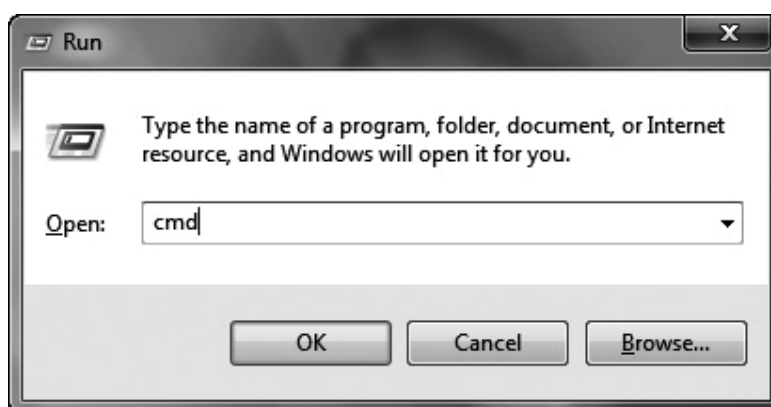 Run
Type the name of a program, folder, document, or Internet
resource, and Windows will open it for you.
Open: cmd
OK Cancel Browse...